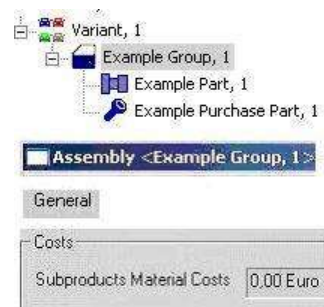 Variant, 1
Example Group, 1
Example Part, 1
Example Purchase Part, 1
Assembly <Example Group, 1>
General
Costs
Subproducts Material Costs 0.00 Euro